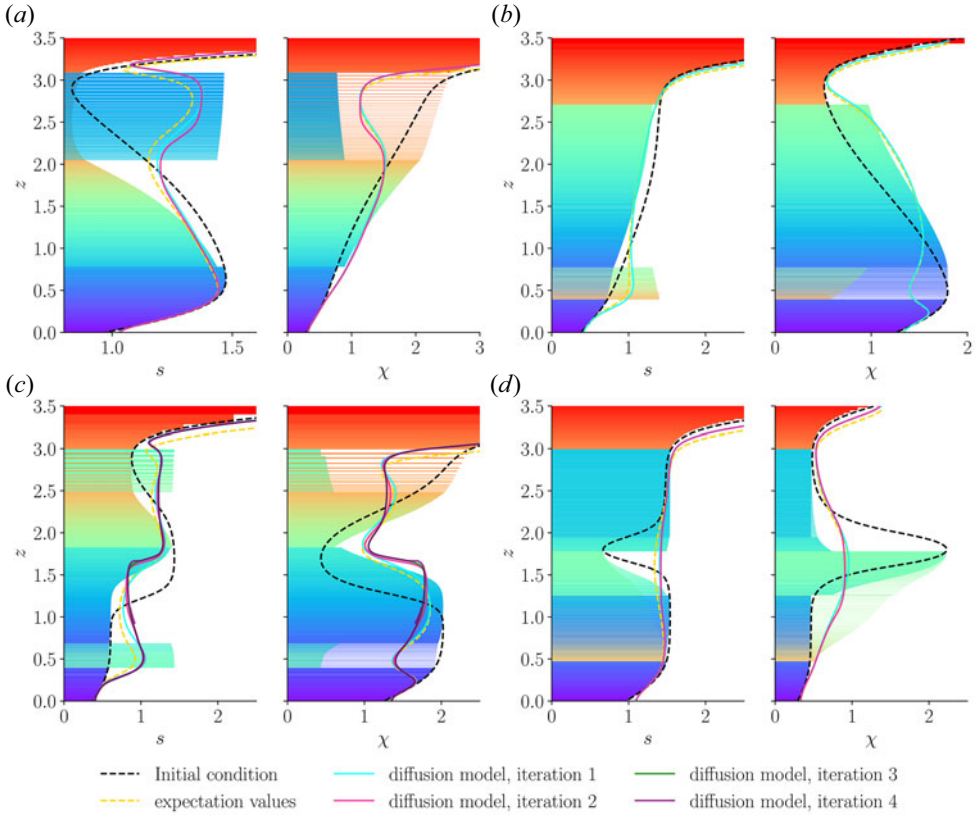 (a)
(b)
3.5
3.0
2.5
2.0
1.5
1.0
0.5
0.0
z
1.0
1.5
s
0
1
2
3
χ
3.5
3.0
2.5
2.0
1.5
1.0
0.5
0.0
z
0
1
2
s
0
1
2
χ
(c)
(d)
3.5
3.0
2.5
2.0
1.5
1.0
0.5
0.0
z
0
1
2
s
0
1
2
χ
3.5
3.0
2.5
2.0
1.5
1.0
0.5
0.0
z
0
1
2
s
0
1
2
χ
Initial condition
diffusion model, iteration 1
diffusion model, iteration 3
expectation values
diffusion model, iteration 2
diffusion model, iteration 4